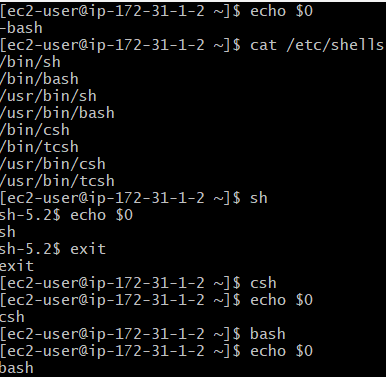 [ec2-user@ip-172-31-1-2 ~]$ echo $0
-bash
[ec2-user@ip-172-31-1-2 ~]$ cat /etc/shells
/bin/sh
/bin/bash
/usr/bin/sh
/usr/bin/bash
/bin/csh
/bin/tcsh
/usr/bin/csh
/usr/bin/tcsh
[ec2-user@ip-172-31-1-2 ~]$ sh
sh-5.2$ echo $0
sh
sh-5.2$ exit
exit
[ec2-user@ip-172-31-1-2 ~]$ csh
[ec2-user@ip-172-31-1-2 ~]$ echo $0
csh
[ec2-user@ip-172-31-1-2 ~]$ bash
[ec2-user@ip-172-31-1-2 ~]$ echo $0
bash